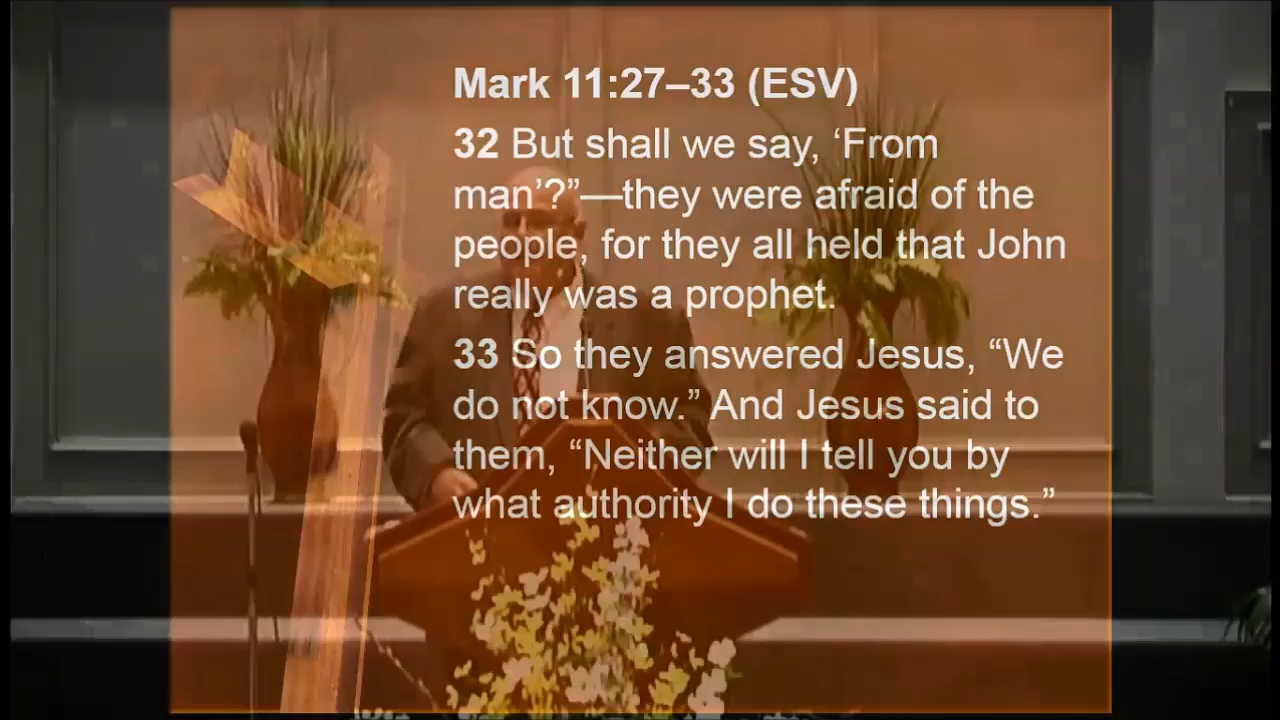 Mark 11:27–33 (ESV)
32 But shall we say, ‘From
man’?”—they were afraid of the
people, for they all held that John
really was a prophet.
33 So they answered Jesus, “We
do not know.” And Jesus said to
them, “Neither will I tell you by
what authority I do these things.”